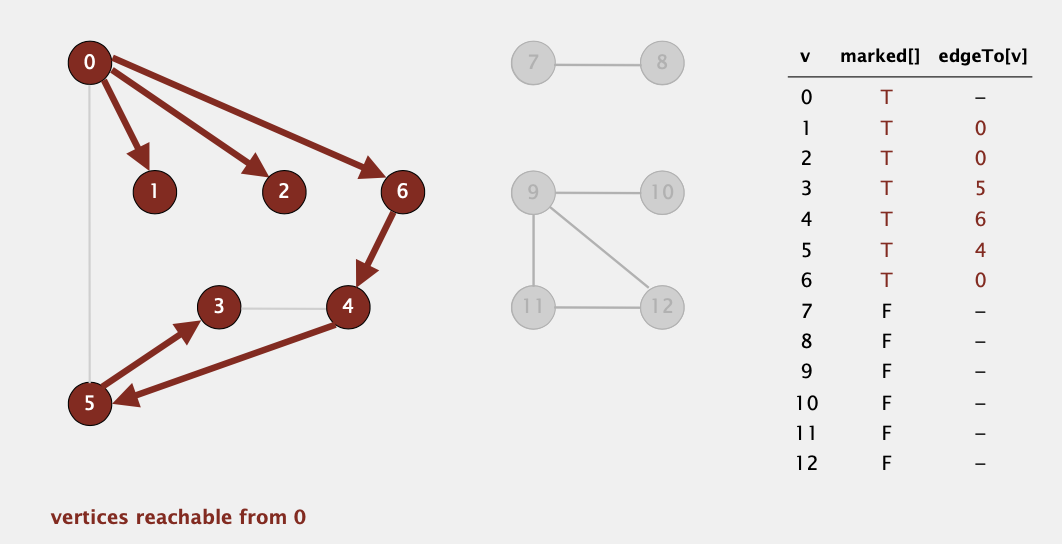 0
7 8
1 2 6
9 10
3 4
11 12
5
v marked[] edgeTo[v]
0 T –
1 T 0
2 T 0
3 T 5
4 T 6
5 T 4
6 T 0
7 F –
8 F –
9 F –
10 F –
11 F –
12 F –
vertices reachable from 0